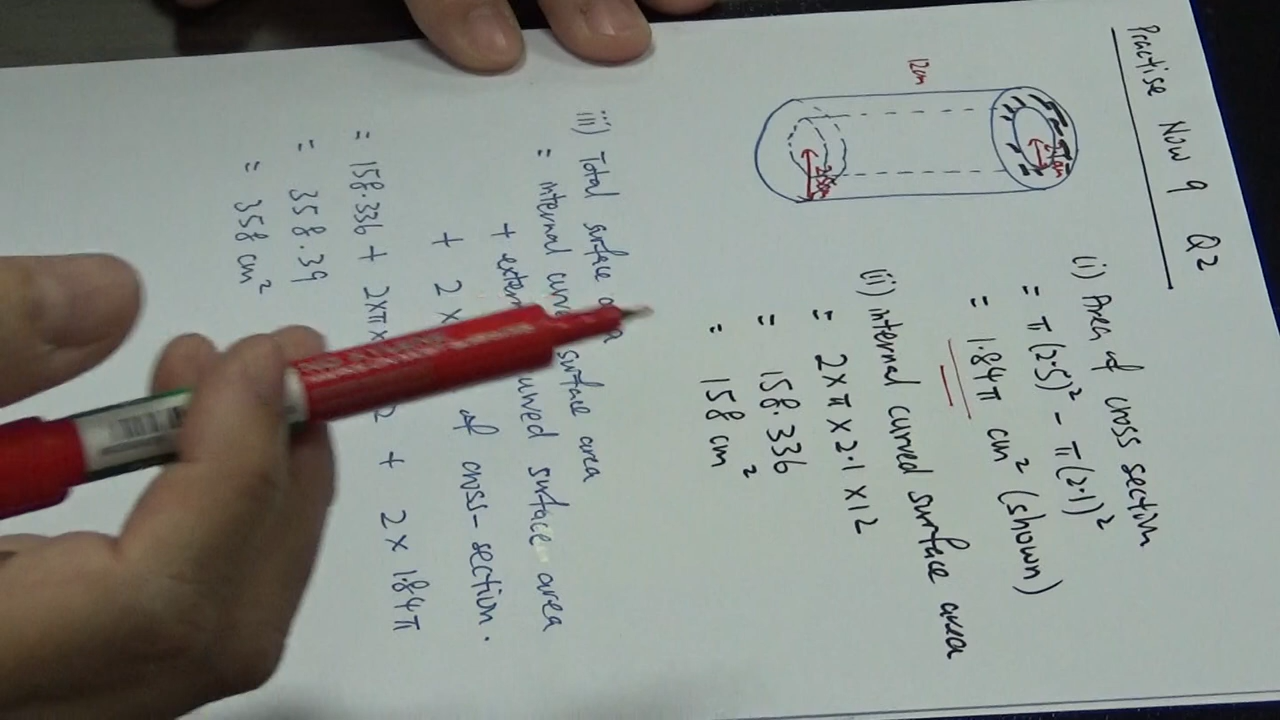 Practise Now 9 Q2
12cm
(i) Area of cross section
= π(2.5)² - π(2.1)²
= 1.84π cm² (shown)
(ii) internal curved surface area
= 2 × π × 2.1 × 12
= 158.336
= 158 cm²
iii) Total surface
= internal surface area
+ surface area
+ 2 × of cross-section.
= 158.336 + 2×π× 2 + 2 × 1.84π
= 358.39
= 358 cm²